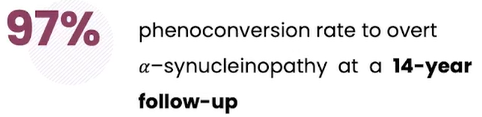 97%
phenoconversion rate to overt
α–synucleinopathy at a 14-year
follow-up